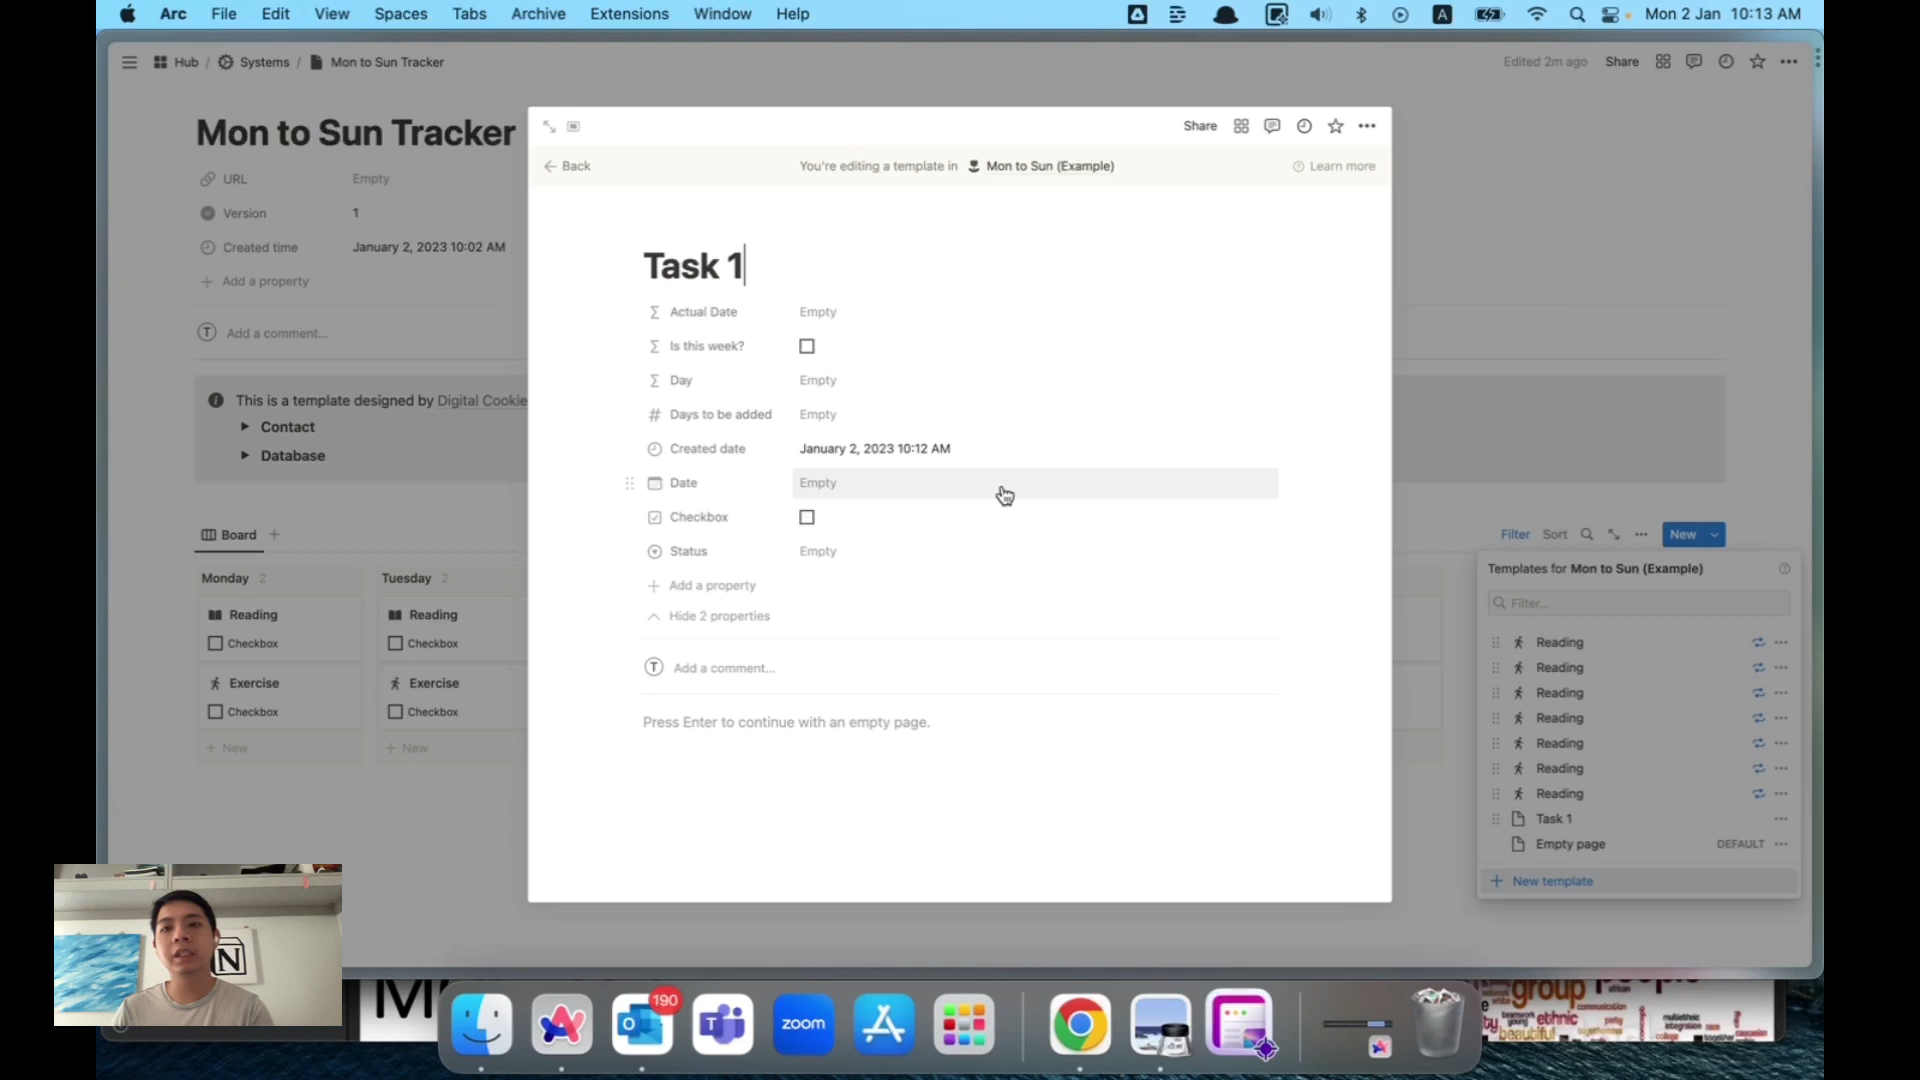 Arc File Edit View Spaces Tabs Archive Extensions Window Help A Mon 2 Jan 10:13 AM
Hub / Systems / Mon to Sun Tracker Edited 2m ago Share
Mon to Sun Tracker
URL Empty
Version 1
Created time January 2, 2023 10:02 AM
Add a property
T Add a comment...
This is a template designed by Digital Cookie
Contact
Database
Board
Monday 2
Reading
Checkbox
Exercise
Checkbox
New
Tuesday 2
Reading
Checkbox
Exercise
Checkbox
New
Share
Back You're editing a template in Mon to Sun (Example) Learn more
Task 1
Actual Date Empty
Is this week?
Day Empty
Days to be added Empty
Created date January 2, 2023 10:12 AM
Date Empty
Checkbox
Status Empty
Add a property
Hide 2 properties
T Add a comment...
Press Enter to continue with an empty page.
Filter Sort New
Templates for Mon to Sun (Example)
Filter...
Reading
Reading
Reading
Reading
Reading
Reading
Reading
Task 1
Empty page DEFAULT
New template
N
190
zoom
group
ethnic
beautiful